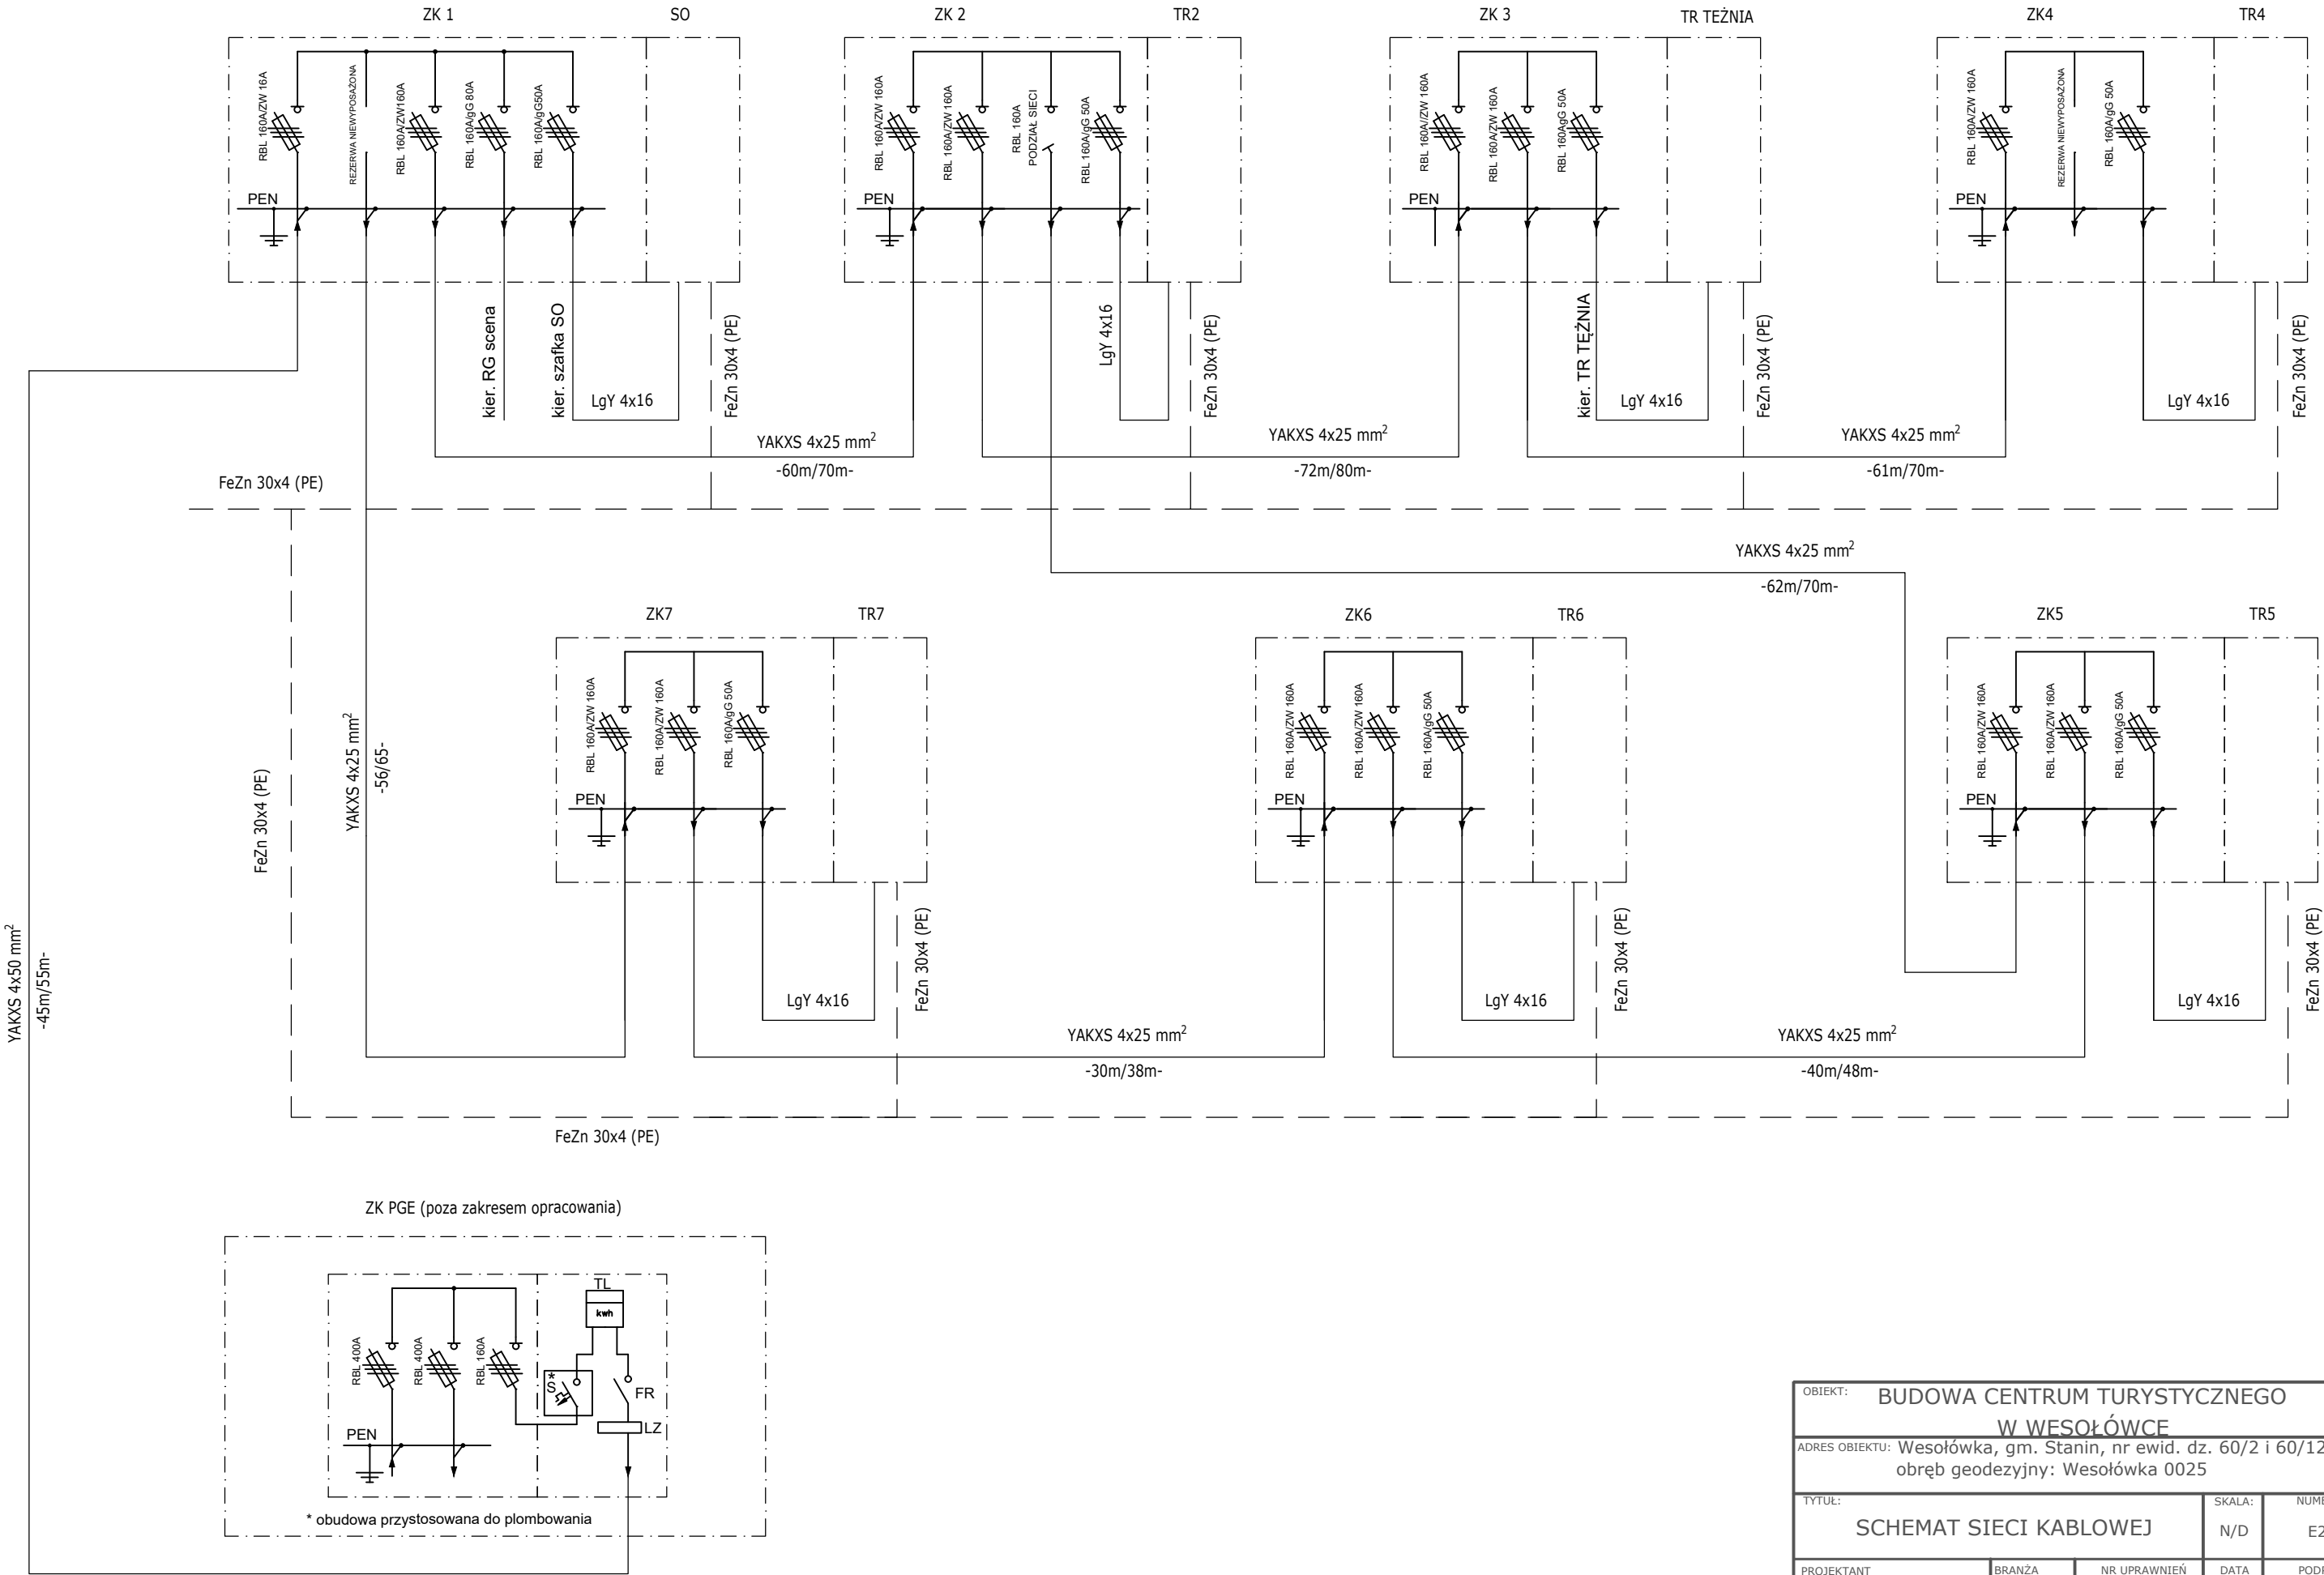 ZK 1
SO
ZK 2
TR2
ZK 3
TR TEŻNIA
ZK4
TR4
RBL 160A/ZW 16A
REZERWA NIEWYPOSAŻONA
RBL 160A/ZW160A
RBL 160A/gG 80A
RBL 160A/gG50A
PEN
RBL 160A/ZW 160A
RBL 160A/ZW 160A
RBL 160A
PODZIAŁ SIECI
RBL 160A/gG 50A
PEN
RBL 160A//ZW 160A
RBL 160A/ZW 160A
RBL 160AgG 50A
PEN
RBL 160A/ZW 160A
REZERWA NIEWYPOSAŻONA
RBL 160A/gG 50A
PEN
kier. RG scena
kier. szafka SO
LgY 4x16
FeZn 30x4 (PE)
LgY 4x16
FeZn 30x4 (PE)
kier. TR TĘŻNIA
LgY 4x16
FeZn 30x4 (PE)
LgY 4x16
FeZn 30x4 (PE)
YAKXS 4x25 mm²
-60m/70m-
YAKXS 4x25 mm²
-72m/80m-
YAKXS 4x25 mm²
-61m/70m-
FeZn 30x4 (PE)
YAKXS 4x25 mm²
-62m/70m-
ZK7
TR7
ZK6
TR6
ZK5
TR5
RBL 160A/ZW 160A
RBL 160A/ZW 160A
RBL 160A/gG 50A
PEN
RBL 160A/ZW 160A
RBL 160A/ZW 160A
RBL 160A/gG 50A
PEN
RBL 160A/ZW 160A
RBL 160A/ZW 160A
RBL 160A/gG 50A
PEN
FeZn 30x4 (PE)
YAKXS 4x25 mm²
-56/65-
LgY 4x16
FeZn 30x4 (PE)
LgY 4x16
FeZn 30x4 (PE)
LgY 4x16
FeZn 30x4 (PE)
YAKXS 4x50 mm²
-45m/55m-
YAKXS 4x25 mm²
-30m/38m-
YAKXS 4x25 mm²
-40m/48m-
FeZn 30x4 (PE)
ZK PGE (poza zakresem opracowania)
RBL 400A
RBL 400A
RBL 160A
TL
kwh
*
S
FR
LZ
PEN
* obudowa przystosowana do plombowania
OBIEKT: BUDOWA CENTRUM TURYSTYCZNEGO
W WESOŁÓWCE
ADRES OBIEKTU: Wesołówka, gm. Stanin, nr ewid. dz. 60/2 i 60/12
obręb geodezyjny: Wesołówka 0025
TYTUŁ:
SKALA:
SCHEMAT SIECI KABLOWEJ
N/D
PROJEKTANT
BRANŻA
NR UPRAWNIEŃ
DATA